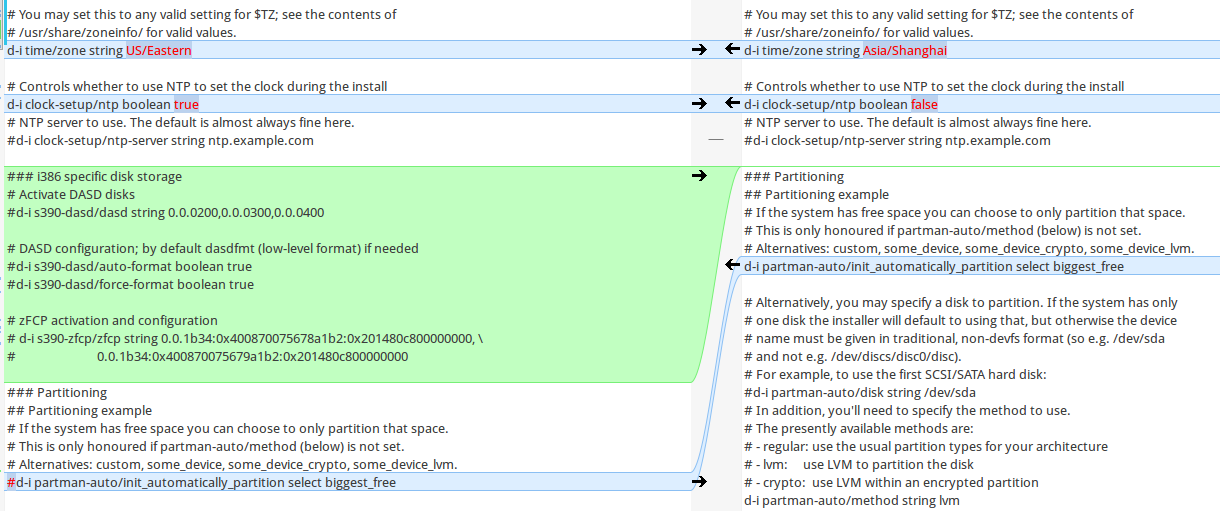 # You may set this to any valid setting for $TZ; see the contents of
# /usr/share/zoneinfo/ for valid values.
d-i time/zone string US/Eastern
# Controls whether to use NTP to set the clock during the install
d-i clock-setup/ntp boolean true
# NTP server to use. The default is almost always fine here.
#d-i clock-setup/ntp-server string ntp.example.com
### i386 specific disk storage
# Activate DASD disks
#d-i s390-dasd/dasd string 0.0.0200,0.0.0300,0.0.0400
# DASD configuration; by default dasdfmt (low-level format) if needed
#d-i s390-dasd/auto-format boolean true
#d-i s390-dasd/force-format boolean true
# zFCP activation and configuration
# d-i s390-zfcp/zfcp string 0.0.1b34:0x400870075678a1b2:0x201480c800000000, \
# 0.0.1b34:0x400870075679a1b2:0x201480c800000000
### Partitioning
## Partitioning example
# If the system has free space you can choose to only partition that space.
# This is only honoured if partman-auto/method (below) is not set.
# Alternatives: custom, some_device, some_device_crypto, some_device_lvm.
#d-i partman-auto/init_automatically_partition select biggest_free
# You may set this to any valid setting for $TZ; see the contents of
# /usr/share/zoneinfo/ for valid values.
d-i time/zone string Asia/Shanghai
# Controls whether to use NTP to set the clock during the install
d-i clock-setup/ntp boolean false
# NTP server to use. The default is almost always fine here.
#d-i clock-setup/ntp-server string ntp.example.com
### Partitioning
## Partitioning example
# If the system has free space you can choose to only partition that space.
# This is only honoured if partman-auto/method (below) is not set.
# Alternatives: custom, some_device, some_device_crypto, some_device_lvm.
d-i partman-auto/init_automatically_partition select biggest_free
# Alternatively, you may specify a disk to partition. If the system has only
# one disk the installer will default to using that, but otherwise the device
# name must be given in traditional, non-devfs format (so e.g. /dev/sda
# and not e.g. /dev/discs/disc0/disc).
# For example, to use the first SCSI/SATA hard disk:
#d-i partman-auto/disk string /dev/sda
# In addition, you'll need to specify the method to use.
# The presently available methods are:
# - regular: use the usual partition types for your architecture
# - lvm: use LVM to partition the disk
# - crypto: use LVM within an encrypted partition
d-i partman-auto/method string lvm